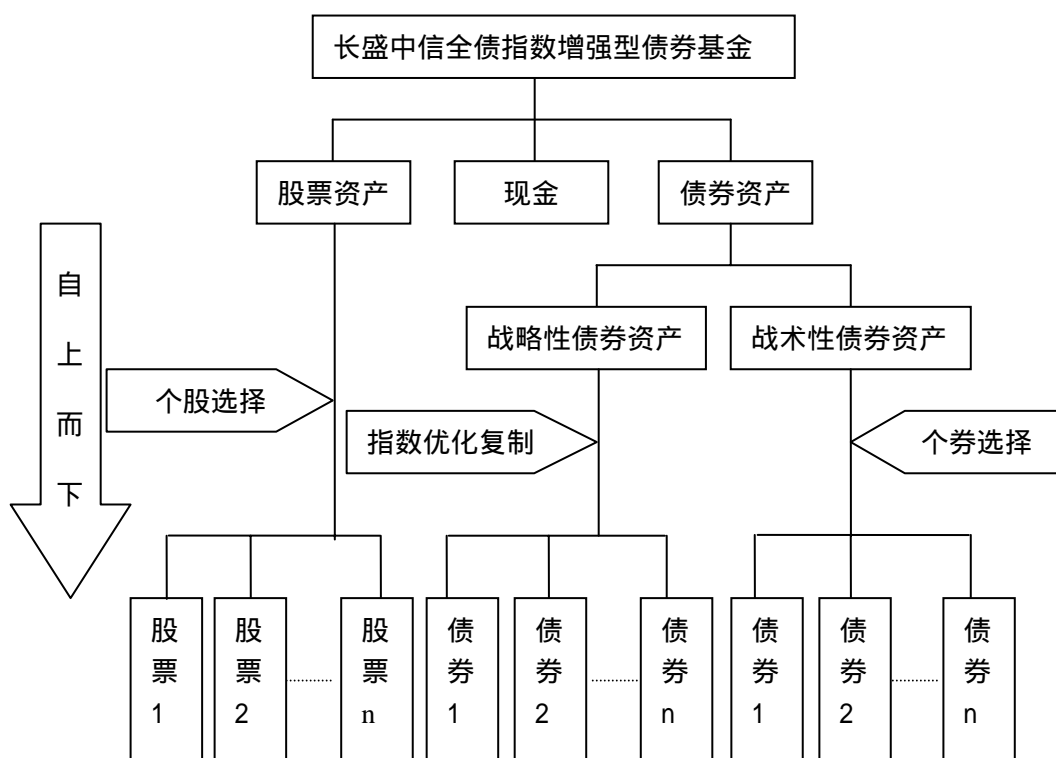 长盛中信全债指数增强型债券基金
股票资产
现金
债券资产
自上而下
战略性债券资产
战术性债券资产
个股选择
指数优化复制
个券选择
股票1
股票2
............
股票n
债券1
债券2
............
债券n
债券1
债券2
............
债券n